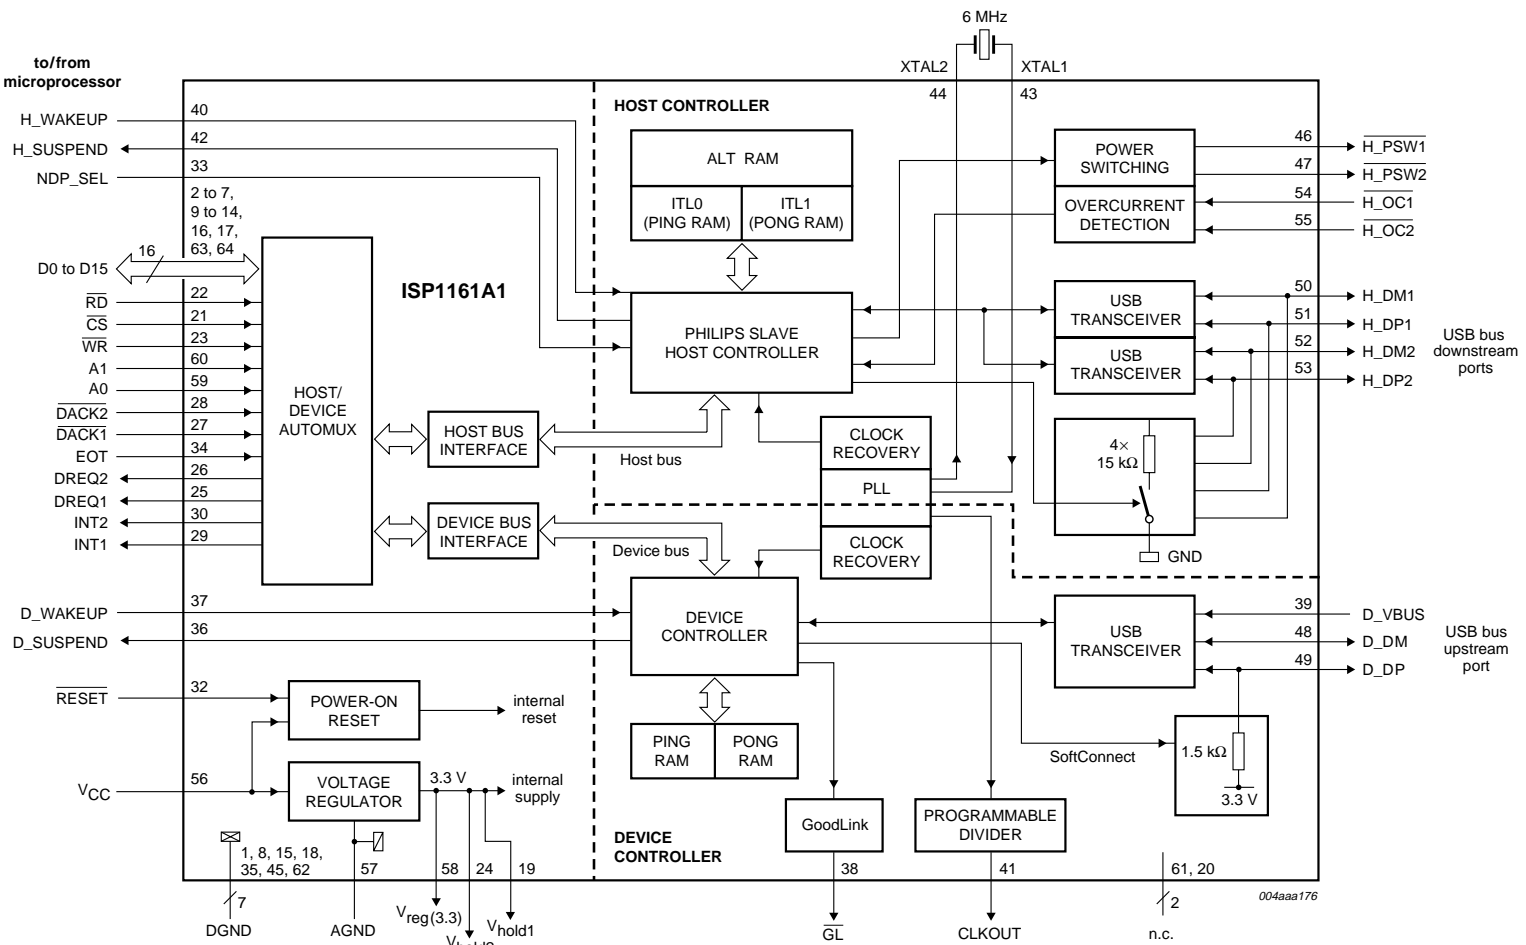 6 MHz
to/from
microprocessor
XTAL2
XTAL1
44
43
H_WAKEUP
40
H_SUSPEND
42
NDP_SEL
33
2 to 7,
9 to 14,
16, 17,
63, 64
D0 to D15
16
RD
22
CS
21
WR
23
A1
60
A0
59
DACK2
28
DACK1
27
EOT
34
DREQ2
26
DREQ1
25
INT2
30
INT1
29
HOST/
DEVICE
AUTOMUX
ISP1161A1
HOST BUS
INTERFACE
Host bus
DEVICE BUS
INTERFACE
Device bus
HOST CONTROLLER
ALT RAM
ITL0
(PING RAM)
ITL1
(PONG RAM)
PHILIPS SLAVE
HOST CONTROLLER
CLOCK
RECOVERY
PLL
CLOCK
RECOVERY
POWER
SWITCHING
OVERCURRENT
DETECTION
46
H_PSW1
47
H_PSW2
54
H_OC1
55
H_OC2
USB
TRANSCEIVER
USB
TRANSCEIVER
50
H_DM1
51
H_DP1
52
H_DM2
53
H_DP2
USB bus
downstream
ports
4×
15 kΩ
GND
D_WAKEUP
37
D_SUSPEND
36
DEVICE
CONTROLLER
PING
RAM
PONG
RAM
USB
TRANSCEIVER
39
D_VBUS
48
D_DM
49
D_DP
USB bus
upstream
port
SoftConnect
1.5 kΩ
3.3 V
RESET
32
POWER-ON
RESET
internal
reset
VCC
56
VOLTAGE
REGULATOR
3.3 V
internal
supply
GoodLink
PROGRAMMABLE
DIVIDER
DEVICE
CONTROLLER
1, 8, 15, 18,
35, 45, 62
57
58
24
19
38
41
61, 20
7
2
004aaa176
DGND
AGND
Vreg(3.3)
Vhold1
GL
CLKOUT
n.c.